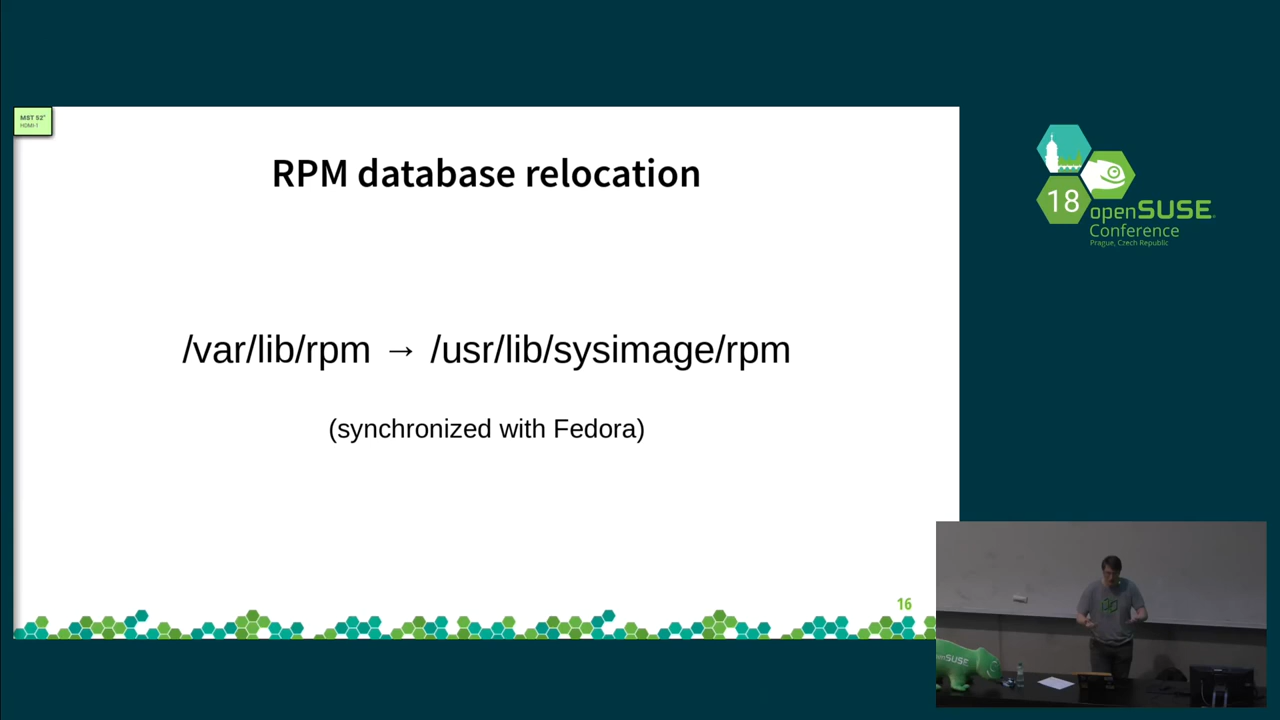 MST 52"
HDMI-1
RPM database relocation
/var/lib/rpm → /usr/lib/sysimage/rpm
(synchronized with Fedora)
16
18
openSUSE
Conference
Prague, Czech Republic
openSUSE